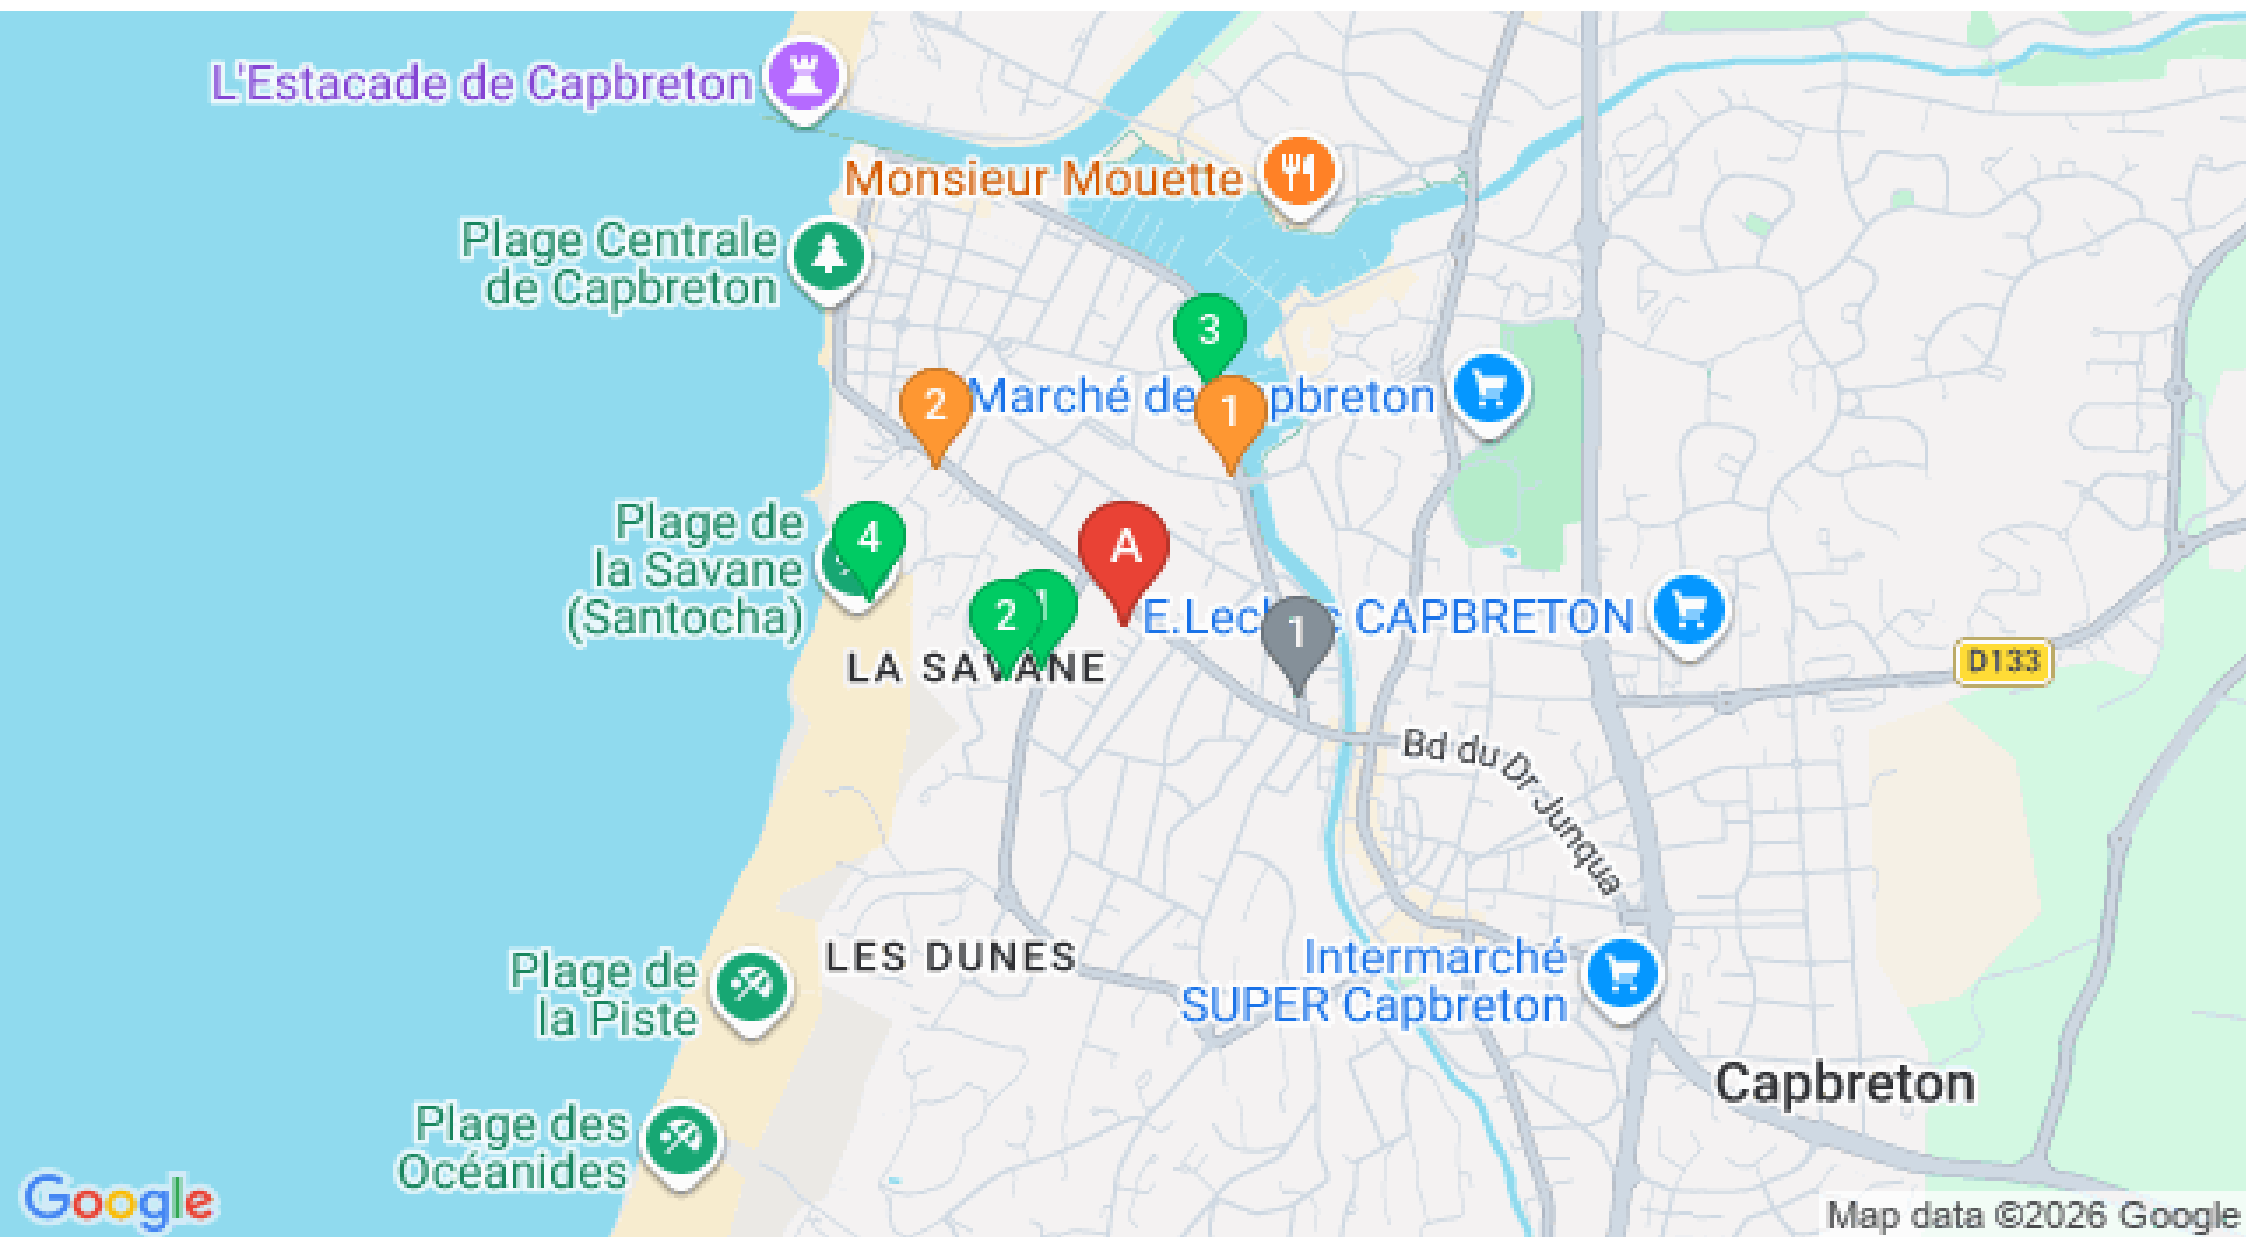 L'Estacade de Capbreton
Monsieur Mouette
Plage Centrale
de Capbreton
3
2
Marché de
1
pbreton
Plage de
la Savane
(Santocha)
4
A
2
1
E.Lec
1
CAPBRETON
LA SAVANE
D133
Bd du Dr Junqua
LES DUNES
Plage de
la Piste
Intermarché
SUPER Capbreton
Capbreton
Plage des
Océanides
Google
Map data ©2026 Google